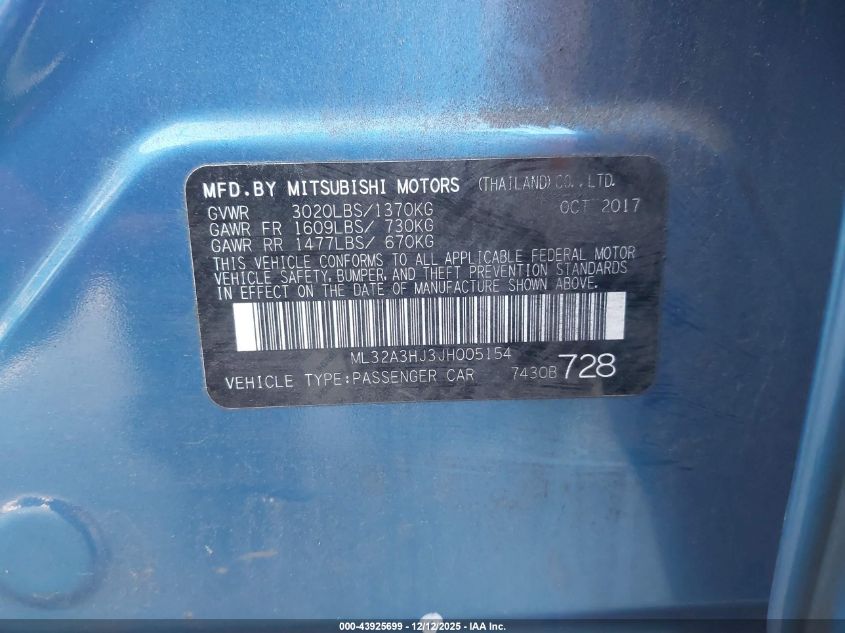 MFD.BY MITSUBISHI MOTORS (THAILAND) CO., LTD.
GVWR 3020LBS/1370KG OCT 2017
GAWR FR 1609LBS/ 730KG
GAWR RR 1477LBS/ 670KG
THIS VEHICLE CONFORMS TO ALL APPLICABLE FEDERAL MOTOR
VEHICLE SAFETY, BUMPER, AND THEFT PREVENTION STANDARDS
IN EFFECT ON THE DATE OF MANUFACTURE SHOWN ABOVE.
ML32A3HJ3JH005154
VEHICLE TYPE:PASSENGER CAR 7430B 728
000-43925699 - 12/12/2025 - IAA Inc.